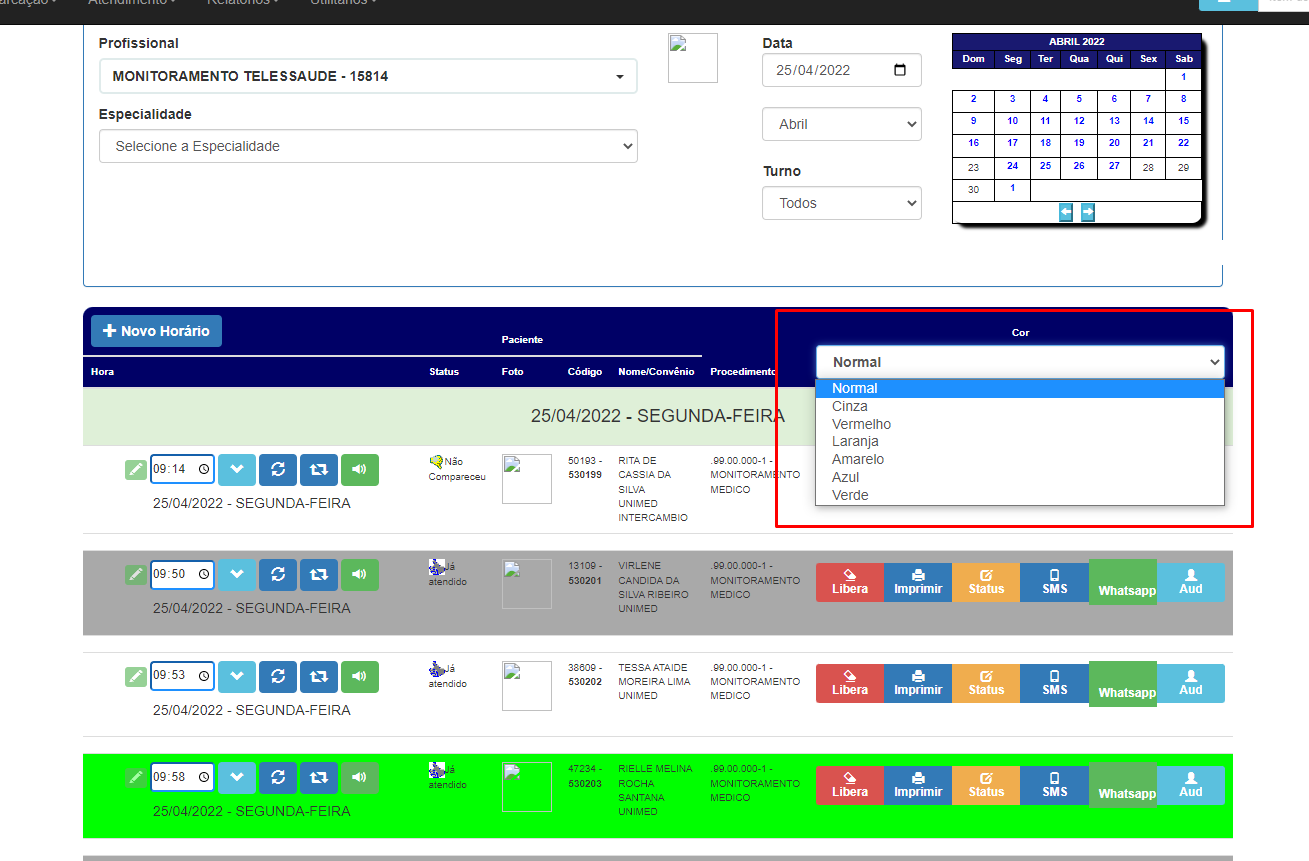 Atendimento
Relatórios
Utilitários
Profissional
MONITORAMENTO TELESSAUDE - 15814
Especialidade
Selecione a Especialidade
Data
25/04/2022
Abril
Turno
Todos
ABRIL 2022
Dom Seg Ter Qua Qui Sex Sab
1
2 3 4 5 6 7 8
9 10 11 12 13 14 15
16 17 18 19 20 21 22
23 24 25 26 27 28 29
30 1
Novo Horário
Paciente
Cor
Normal
Hora Status Foto Código Nome/Convênio Procedimento
Normal
Cinza
Vermelho
Laranja
Amarelo
Azul
Verde
25/04/2022 - SEGUNDA-FEIRA
09:14
25/04/2022 - SEGUNDA-FEIRA
Não
Compareceu
50193 -
530199
RITA DE
CASSIA DA
SILVA
UNIMED
INTERCAMBIO
.99.00.000-1 -
MONITORAMENTO
MEDICO
09:50
25/04/2022 - SEGUNDA-FEIRA
Já
atendido
13109 -
530201
VIRLENE
CANDIDA DA
SILVA RIBEIRO
UNIMED
.99.00.000-1 -
MONITORAMENTO
MEDICO
Libera Imprimir Status SMS Whatsapp Aud
09:53
25/04/2022 - SEGUNDA-FEIRA
Já
atendido
38609 -
530202
TESSA ATAIDE
MOREIRA LIMA
UNIMED
.99.00.000-1 -
MONITORAMENTO
MEDICO
Libera Imprimir Status SMS Whatsapp Aud
09:58
25/04/2022 - SEGUNDA-FEIRA
Já
atendido
47234 -
530203
RIELLE MELINA
ROCHA
SANTANA
UNIMED
.99.00.000-1 -
MONITORAMENTO
MEDICO
Libera Imprimir Status SMS Whatsapp Aud